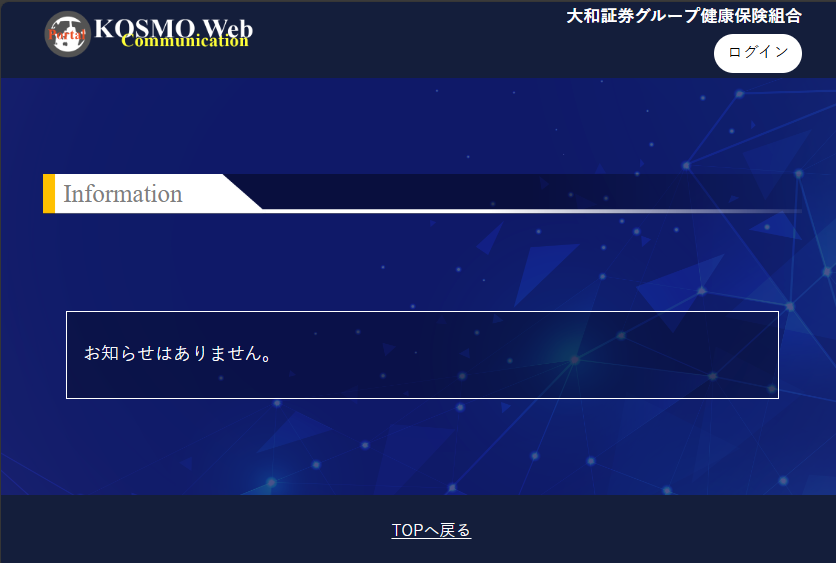 Portal
KOSMO Web
Communication
大和証券グループ健康保険組合
ログイン
Information
お知らせはありません。
TOPへ戻る